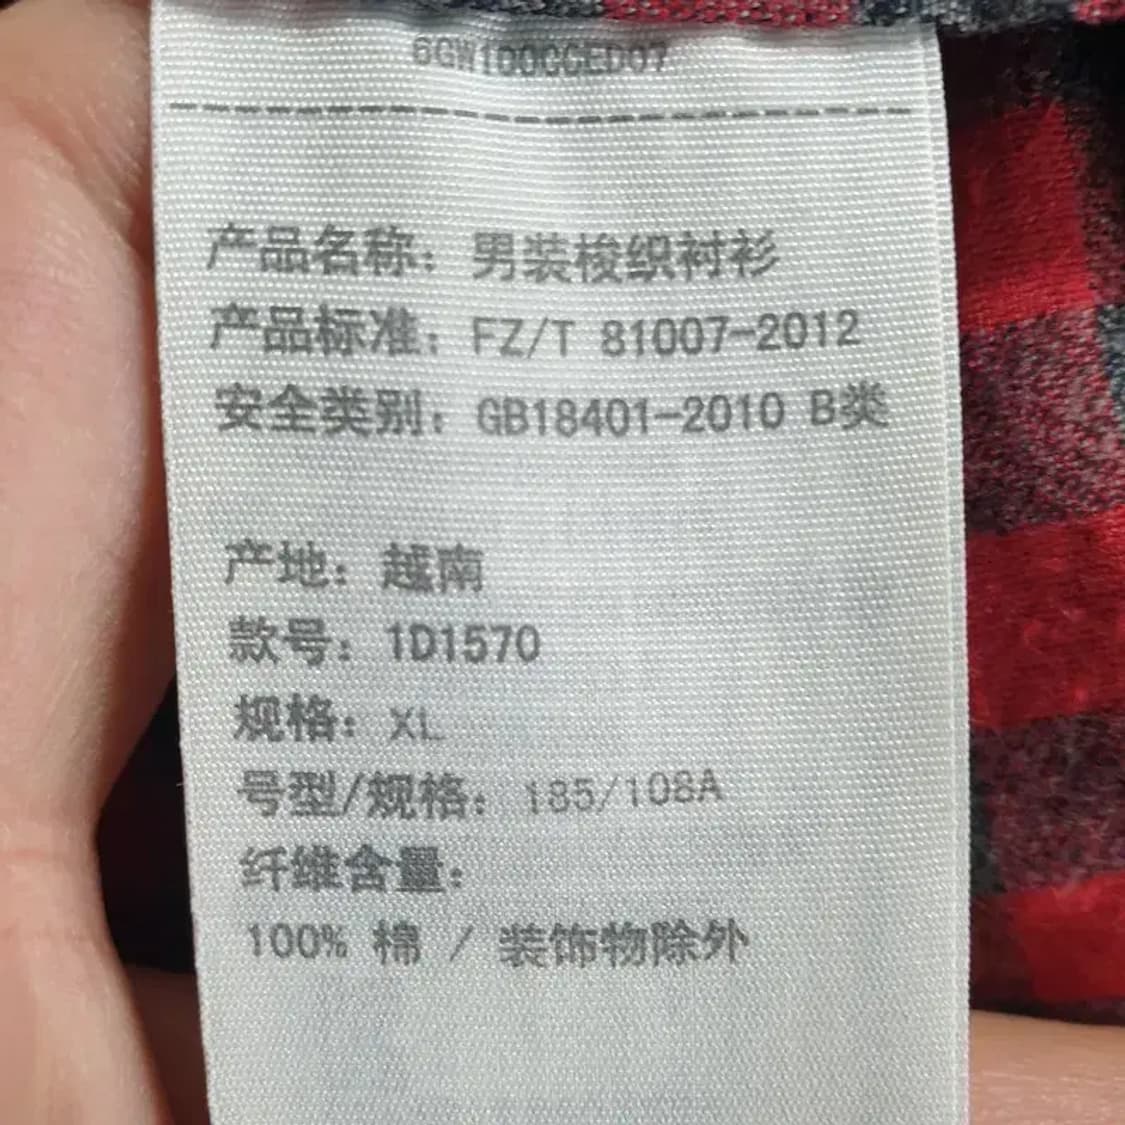 产品名称：男装梭织衬衫
产品标准：FZ/T 81007-2012
安全类别：GB18401-2010 B类
产地：越南
款号：1D1570
规格：XL
号型/规格：185/108A
纤维含量：
100% 棉 / 装饰物除外